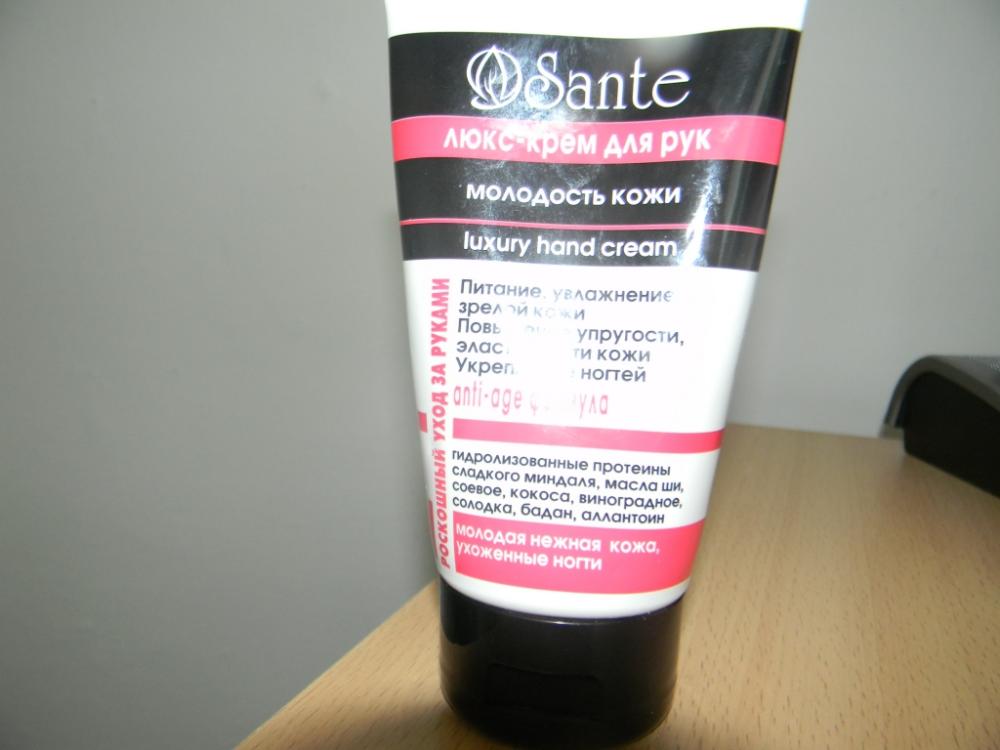 Sante
люкс-крем для рук
молодость кожи
luxury hand cream
Питание, увлажнение
зрелой кожи
упругости,
кожи
ногтей
anti-age
гидролизованные протеины
сладкого миндаля, масла ши,
соевое, кокоса, виноградное,
солодка, бадан, аллантоин
молодая нежная кожа,
ухоженные ногти
РОСКОШНЫЙ УХОД ЗА РУКАМИ